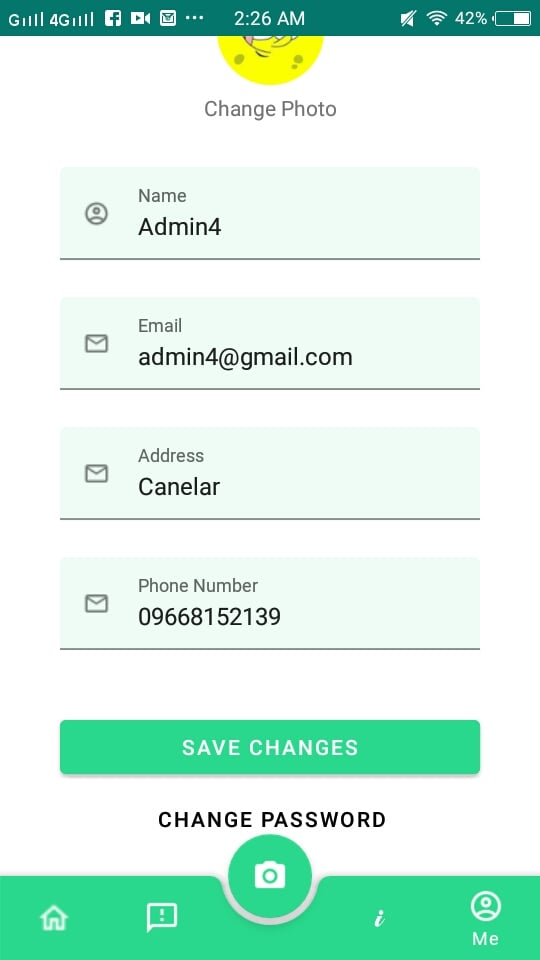 G 4G 2:26 AM 42%
Change Photo
Name
Admin4
Email
admin4@gmail.com
Address
Canelar
Phone Number
09668152139
SAVE CHANGES
CHANGE PASSWORD
i
Me